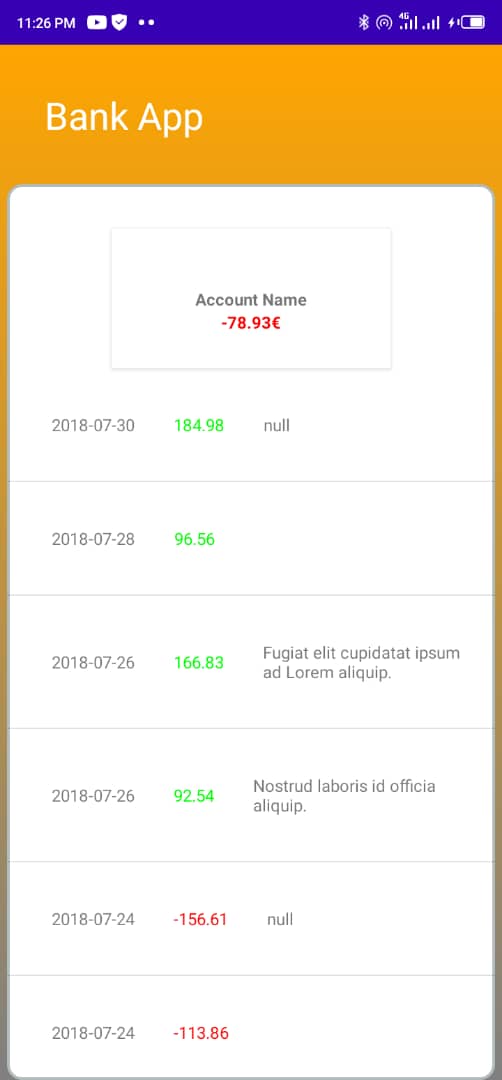 11:26 PM
4G
Bank App
Account Name
-78.93€
2018-07-30 184.98 null
2018-07-28 96.56
2018-07-26 166.83 Fugiat elit cupidatat ipsum
ad Lorem aliquip.
2018-07-26 92.54 Nostrud laboris id officia
aliquip.
2018-07-24 -156.61 null
2018-07-24 -113.86